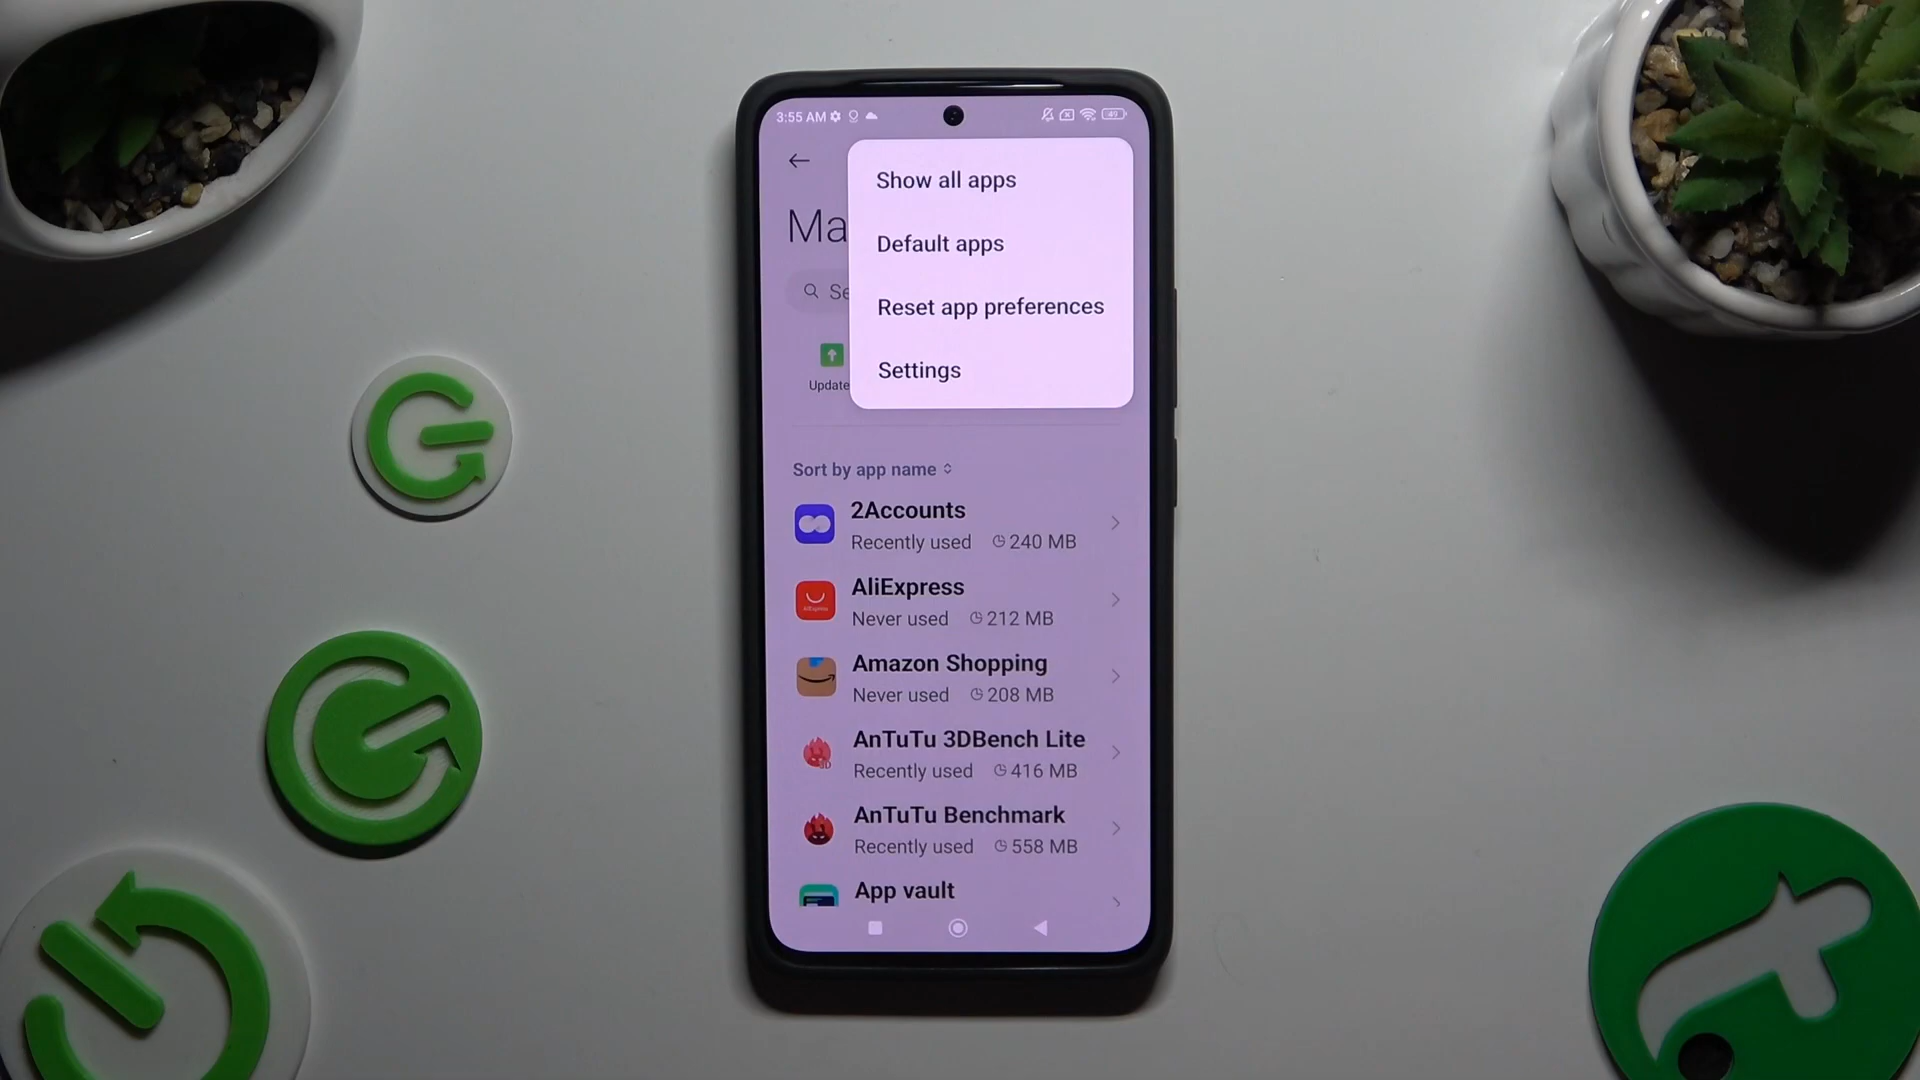 3:55 AM
49
Show all apps
Ma
Default apps
Se
Reset app preferences
Update
Settings
Sort by app name
2Accounts
Recently used 240 MB
AliExpress
Never used 212 MB
Amazon Shopping
Never used 208 MB
AnTuTu 3DBench Lite
Recently used 416 MB
AnTuTu Benchmark
Recently used 558 MB
App vault